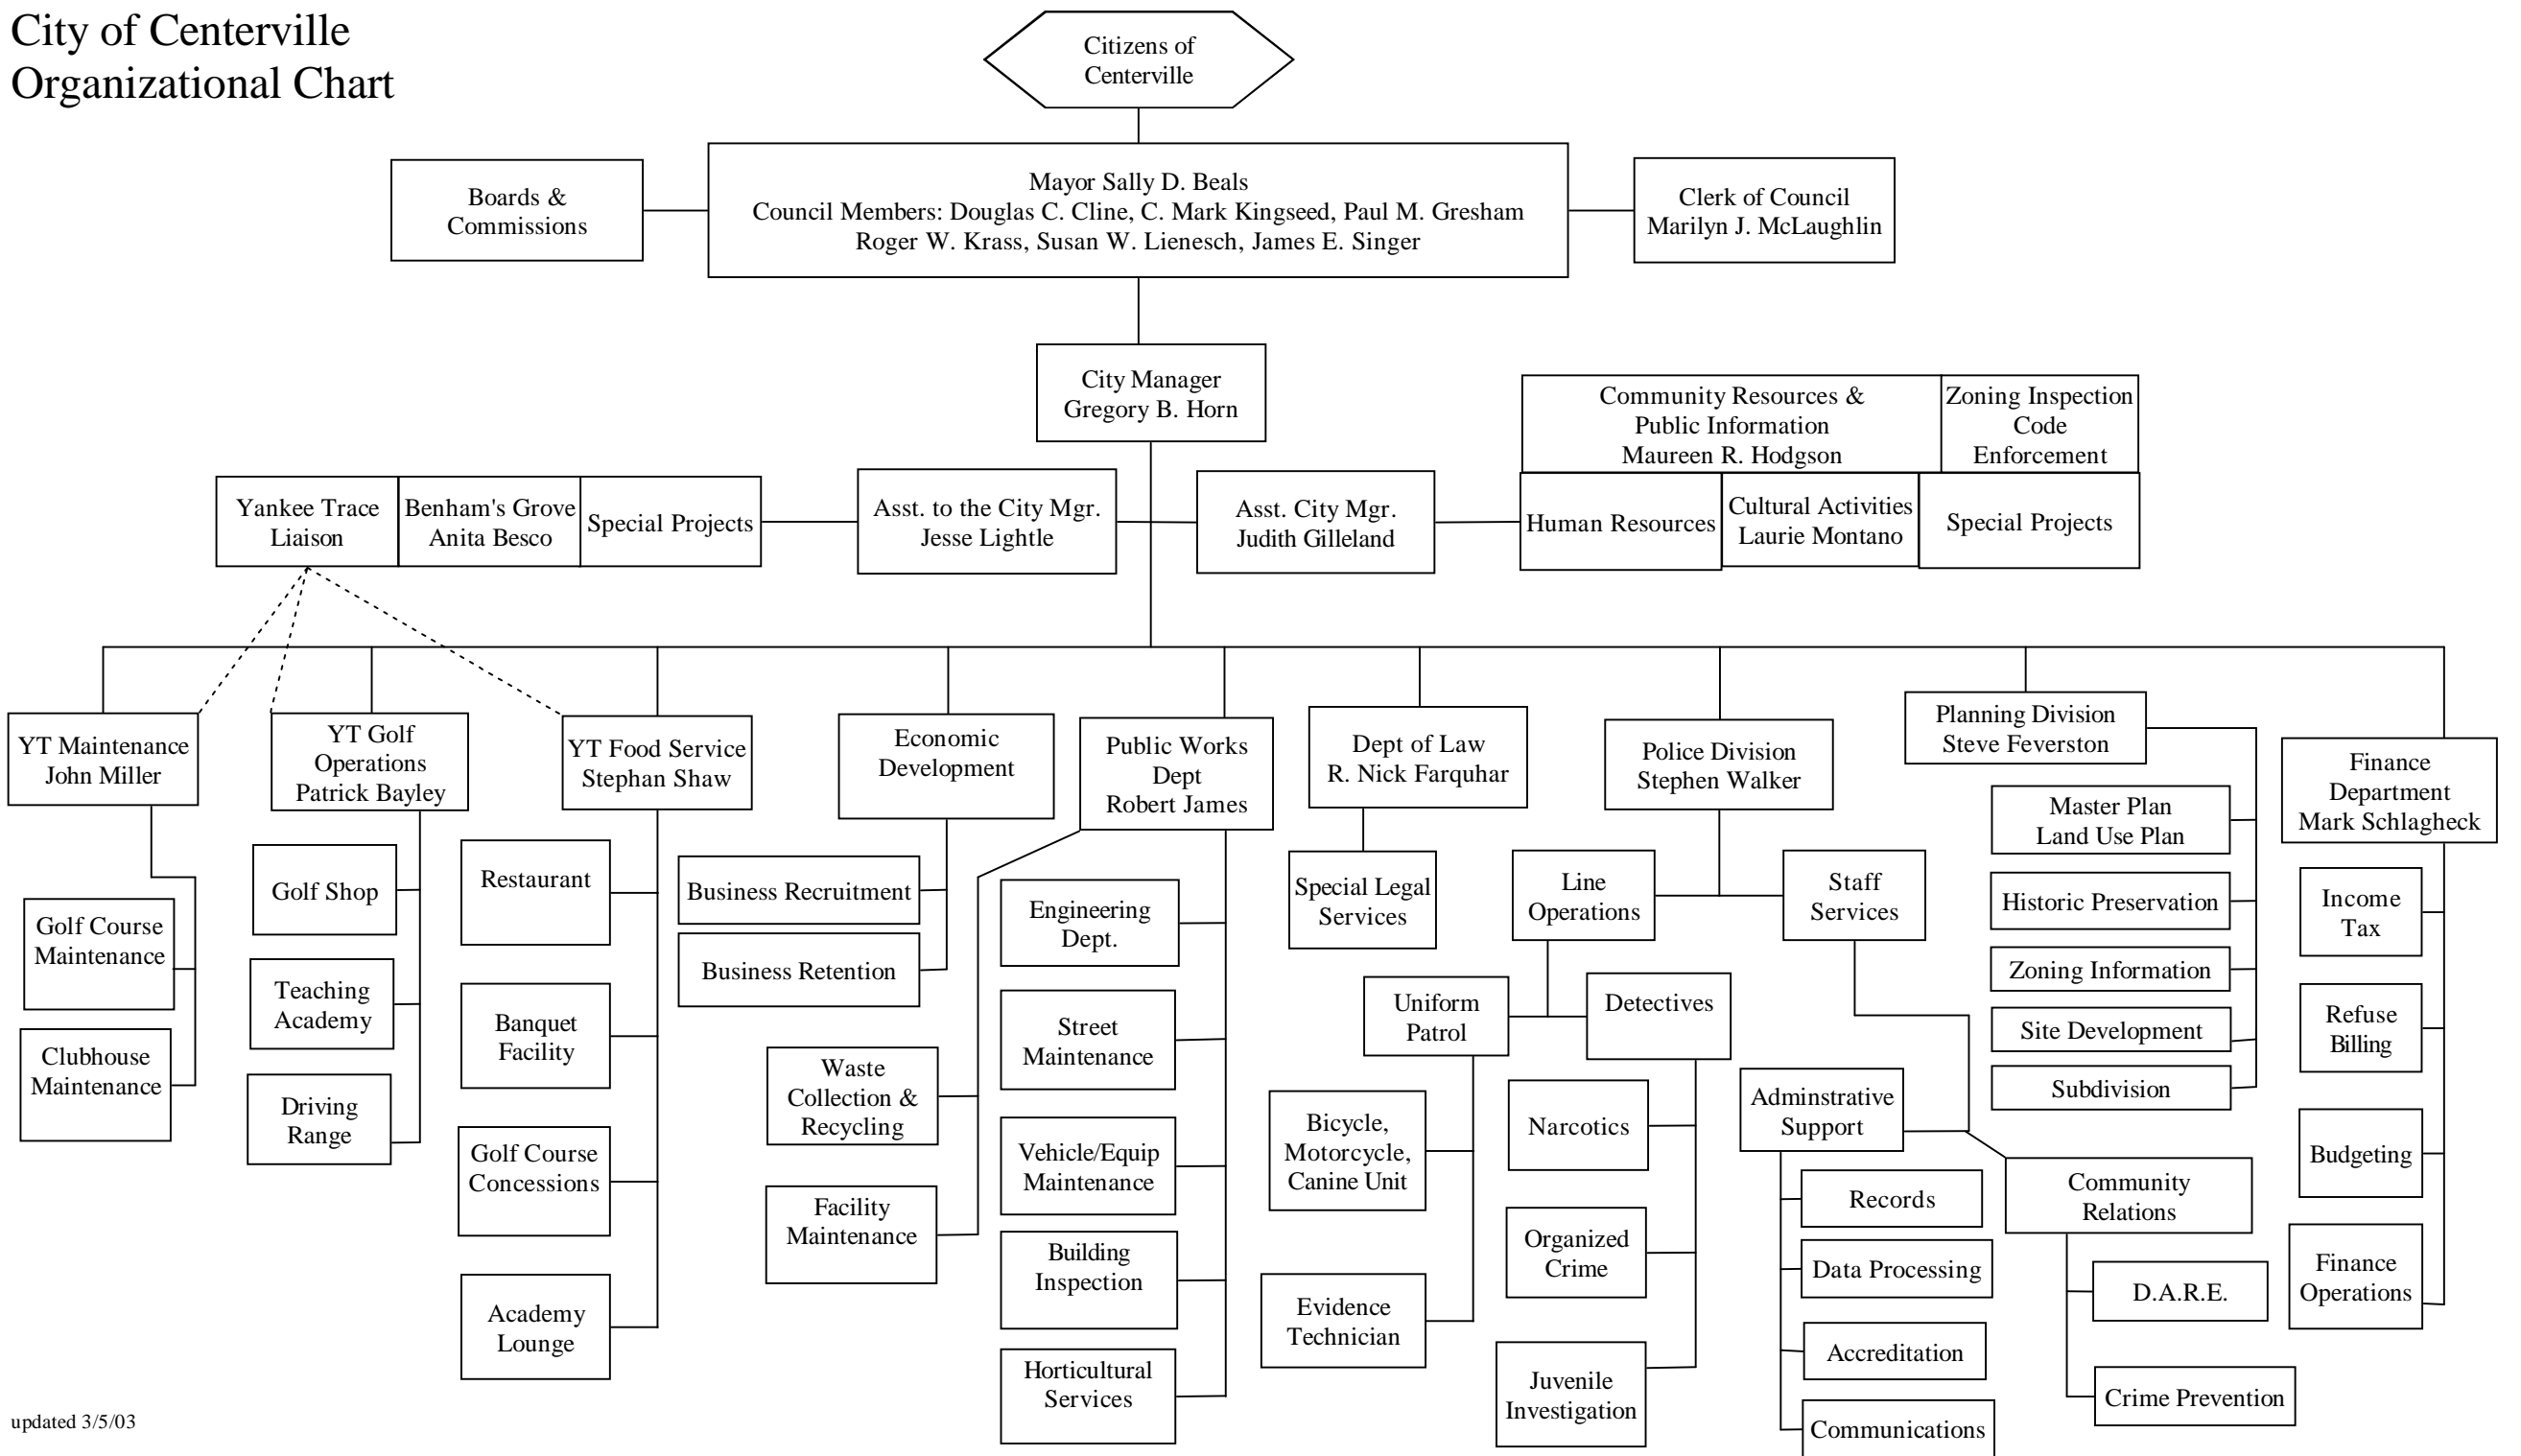 City of Centerville
Organizational Chart
Citizens of
Centerville
Boards &
Commissions
Mayor Sally D. Beals
Council Members: Douglas C. Cline, C. Mark Kingseed, Paul M. Gresham
Roger W. Krass, Susan W. Lienesch, James E. Singer
Clerk of Council
Marilyn J. McLaughlin
City Manager
Gregory B. Horn
Community Resources &
Public Information
Maureen R. Hodgson
Zoning Inspection
Code
Enforcement
Yankee Trace
Liaison
Benham's Grove
Anita Besco
Special Projects
Asst. to the City Mgr.
Jesse Lightle
Asst. City Mgr.
Judith Gilleland
Human Resources
Cultural Activities
Laurie Montano
Special Projects
YT Maintenance
John Miller
YT Golf
Operations
Patrick Bayley
YT Food Service
Stephan Shaw
Economic
Development
Public Works
Dept
Robert James
Dept of Law
R. Nick Farquhar
Police Division
Stephen Walker
Planning Division
Steve Feverston
Finance
Department
Mark Schlagheck
Golf Course
Maintenance
Clubhouse
Maintenance
Golf Shop
Teaching
Academy
Driving
Range
Restaurant
Banquet
Facility
Golf Course
Concessions
Academy
Lounge
Business Recruitment
Business Retention
Waste
Collection &
Recycling
Facility
Maintenance
Engineering
Dept.
Street
Maintenance
Vehicle/Equip
Maintenance
Building
Inspection
Horticultural
Services
Special Legal
Services
Line
Operations
Staff
Services
Uniform
Patrol
Detectives
Bicycle,
Motorcycle,
Canine Unit
Evidence
Technician
Narcotics
Organized
Crime
Juvenile
Investigation
Adminstrative
Support
Records
Data Processing
Accreditation
Communications
Community
Relations
D.A.R.E.
Crime Prevention
Master Plan
Land Use Plan
Historic Preservation
Zoning Information
Site Development
Subdivision
Income
Tax
Refuse
Billing
Budgeting
Finance
Operations
updated 3/5/03